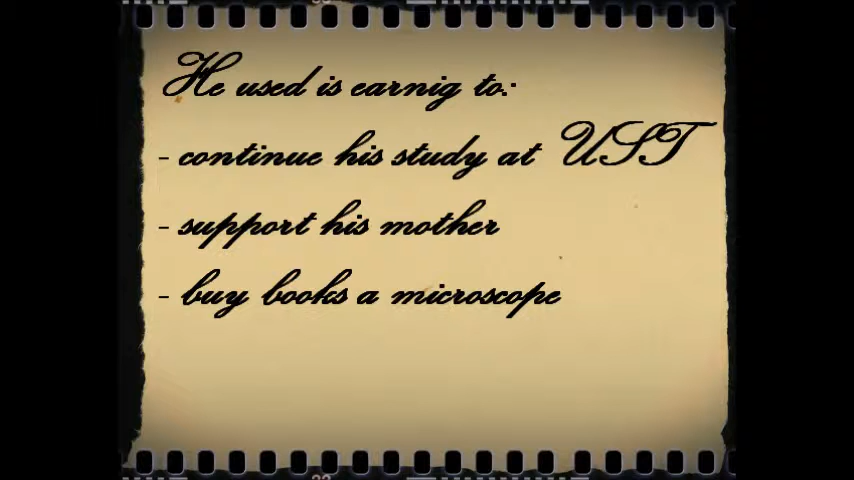 He used is earnig to:
- continue his study at UST
- support his mother
- buy books a microscope